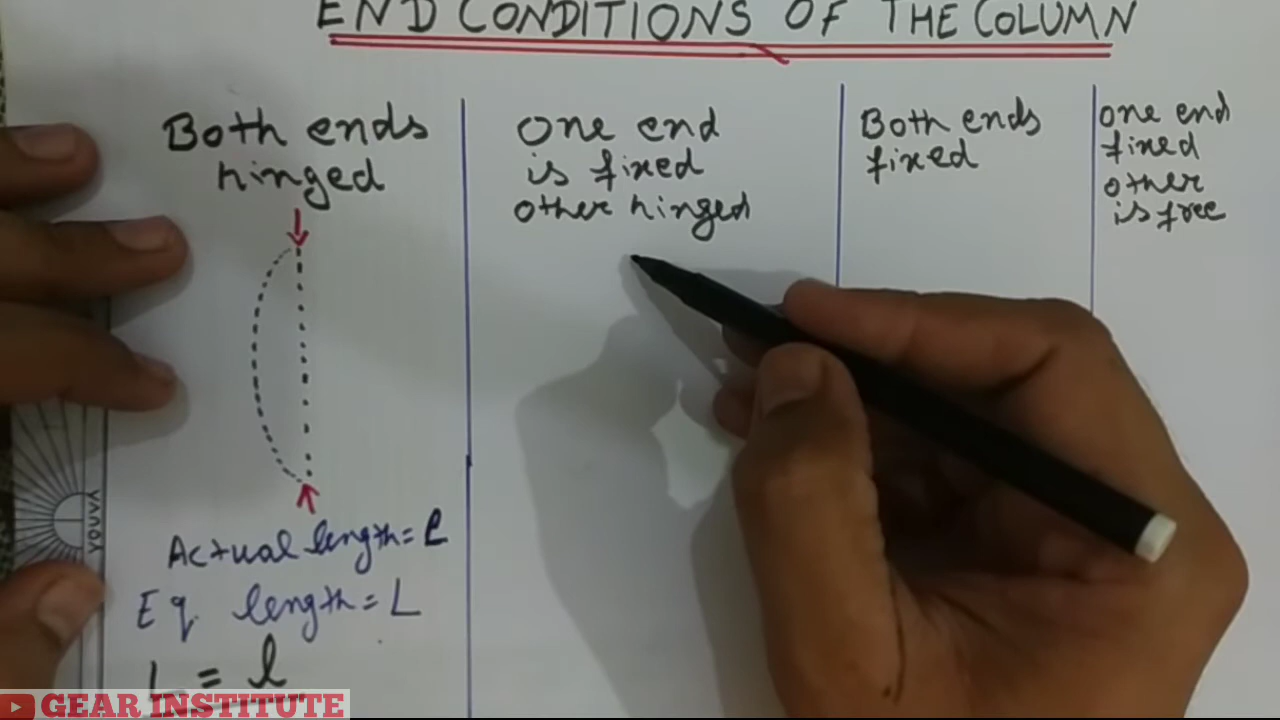 END CONDITIONS OF THE COLUMN
Both ends
hinged
Actual length = l
Eq length = L
L = l
One end
is fixed
other hinged
Both ends
fixed
One end
fixed
other
is free
YAUOY
GEAR INSTITUTE